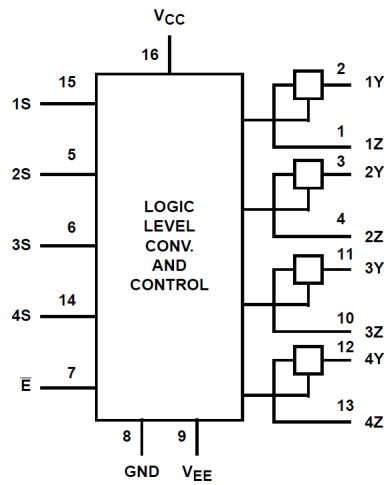 VCC
16
15
1S
5
2S
6
3S
14
4S
7
E̅
LOGIC
LEVEL
CONV.
AND
CONTROL
2
1Y
1
1Z
3
2Y
4
2Z
11
3Y
10
3Z
12
4Y
13
4Z
8
9
GND
VEE